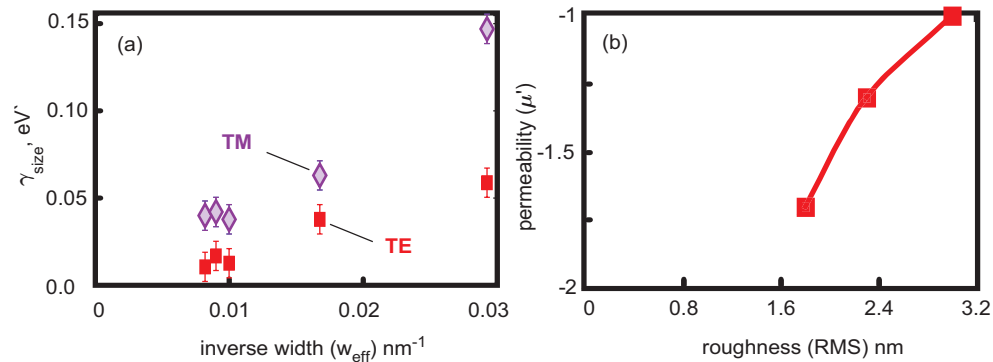 (a)
0.15
0.10
0.05
0.0
γsize, eV`
TM
TE
0
0.01
0.02
0.03
inverse width (weff) nm-1
(b)
-1
-1.5
-2
permeability (μ')
0
0.8
1.6
2.4
3.2
roughness (RMS) nm